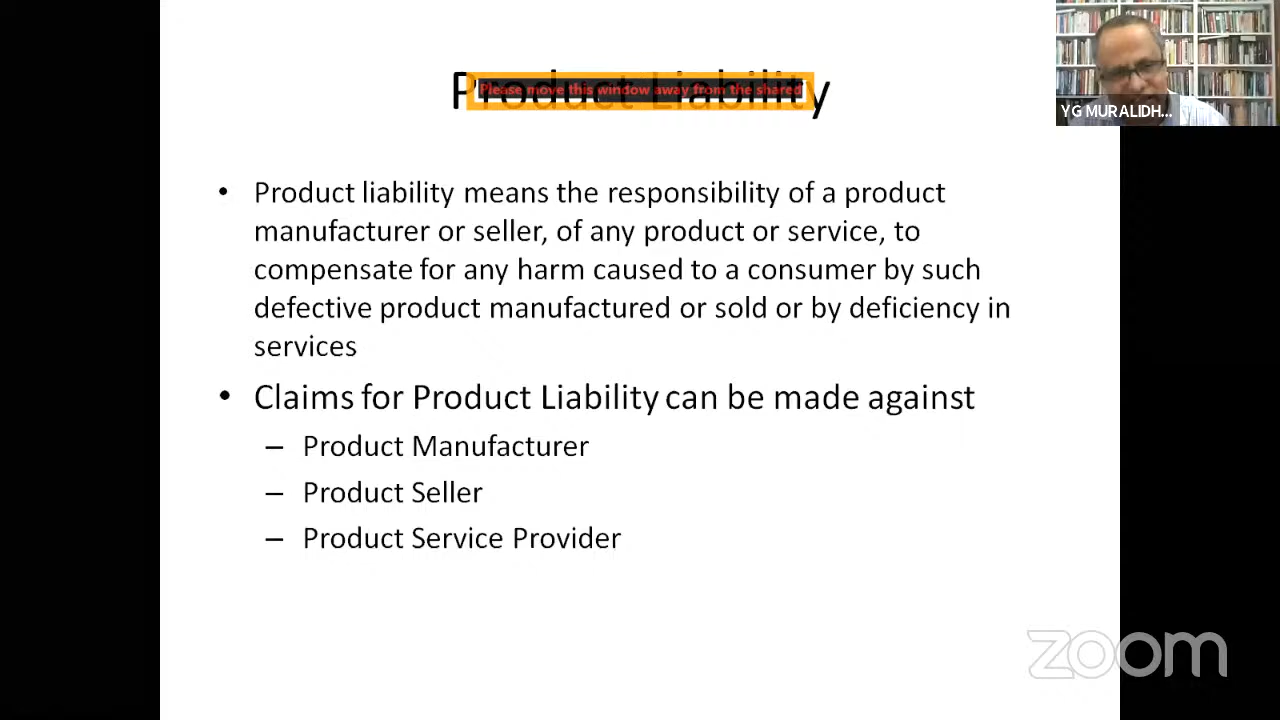 Product Liability
Please move this window away from the shared
YG MURALIDH...
• Product liability means the responsibility of a product
manufacturer or seller, of any product or service, to
compensate for any harm caused to a consumer by such
defective product manufactured or sold or by deficiency in
services
• Claims for Product Liability can be made against
– Product Manufacturer
– Product Seller
– Product Service Provider
zoom